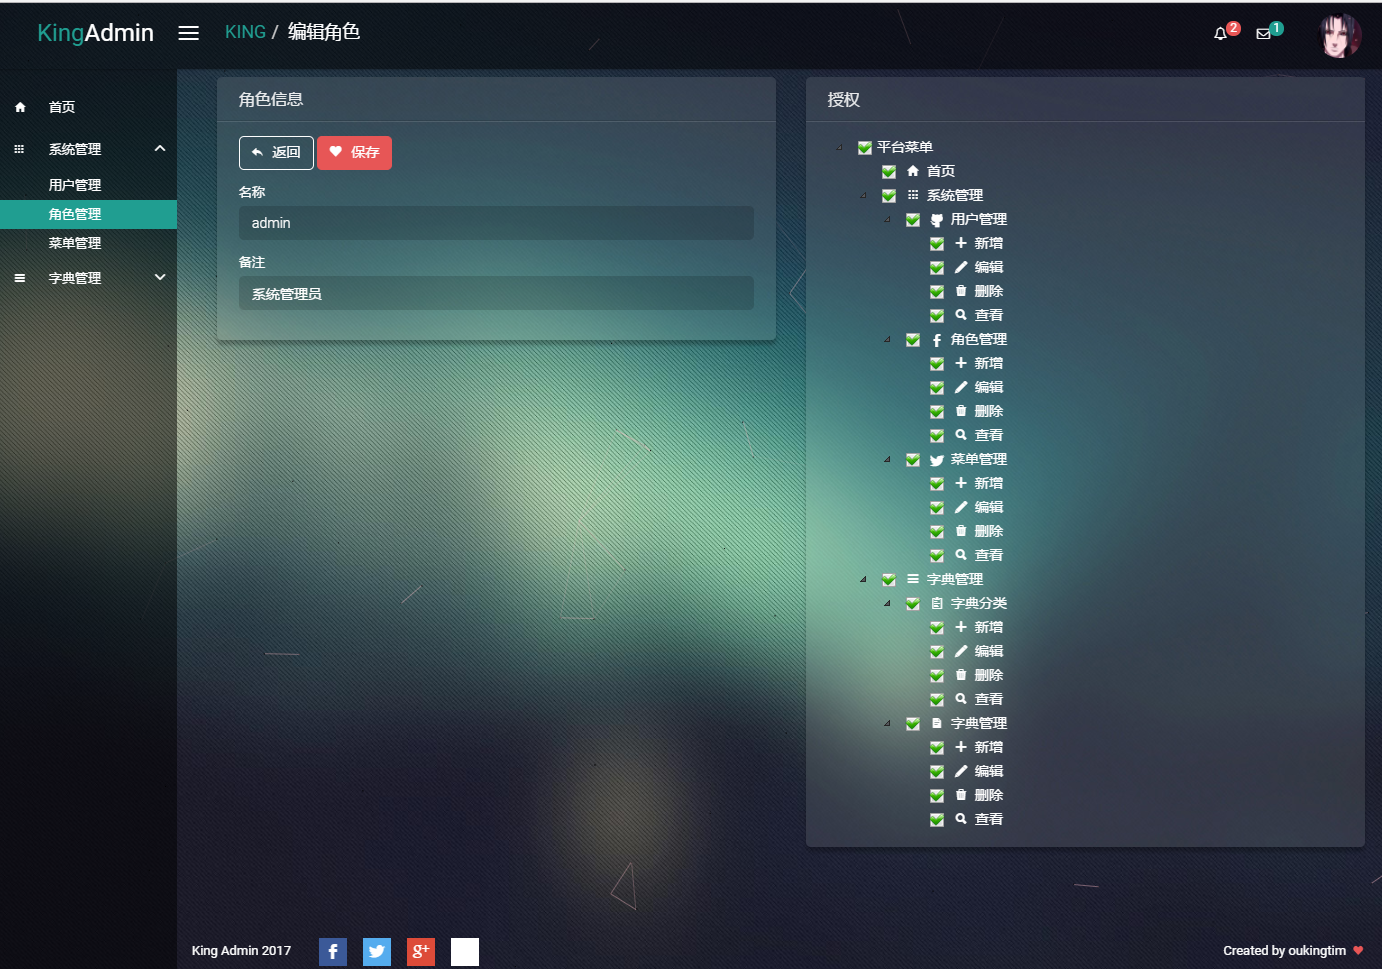 KingAdmin
KING / 编辑角色
2
1
首页
系统管理
用户管理
角色管理
菜单管理
字典管理
角色信息
返回
保存
名称
admin
备注
系统管理员
授权
平台菜单
首页
系统管理
用户管理
新增
编辑
删除
查看
角色管理
新增
编辑
删除
查看
菜单管理
新增
编辑
删除
查看
字典管理
字典分类
新增
编辑
删除
查看
字典管理
新增
编辑
删除
查看
King Admin 2017
Created by oukingtim